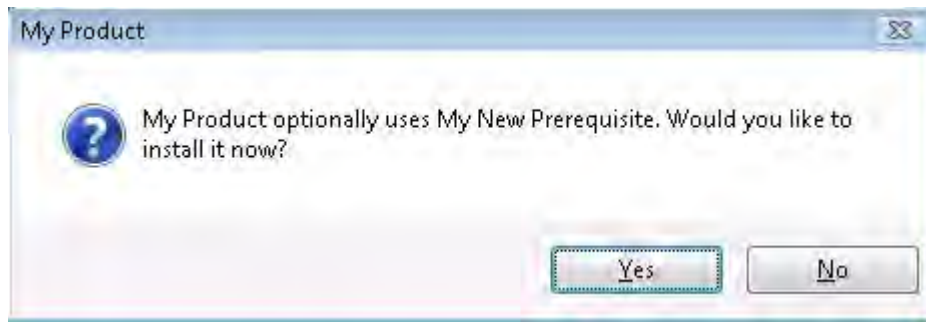 My Product
My Product optionally uses My New Prerequisite. Would you like to
install it now?
Yes
No